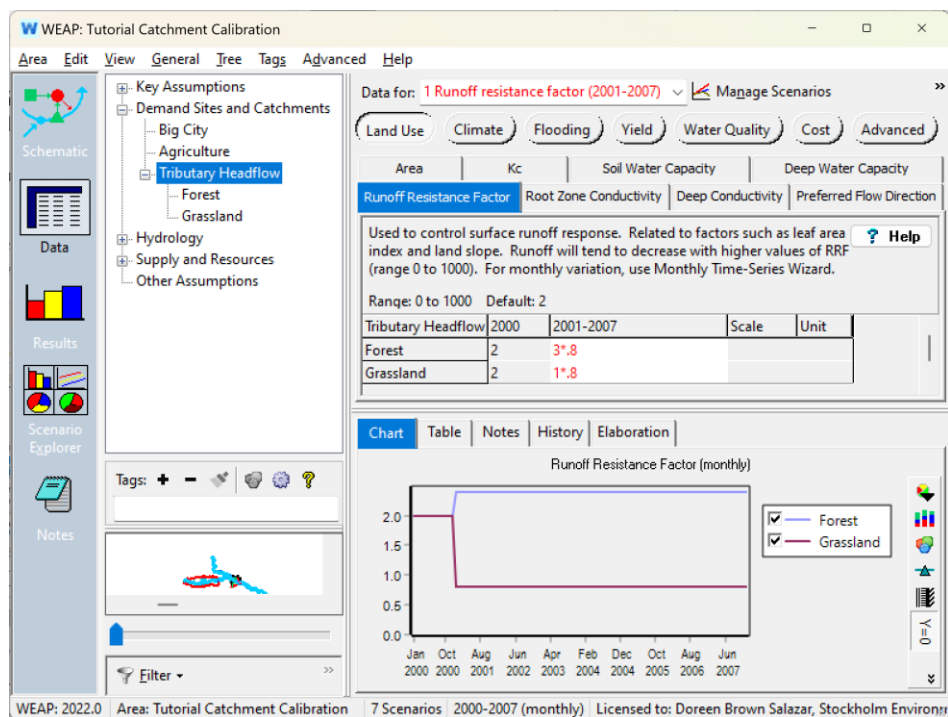 WEAP: Tutorial Catchment Calibration
Area Edit View General Tree Tags Advanced Help
Schematic
Data
Results
Scenario
Explorer
Notes
Key Assumptions
Demand Sites and Catchments
Big City
Agriculture
Tributary Headflow
Forest
Grassland
Hydrology
Supply and Resources
Other Assumptions
Tags:
Filter
Data for: 1 Runoff resistance factor (2001-2007) Manage Scenarios
Land Use Climate Flooding Yield Water Quality Cost Advanced
Area Kc Soil Water Capacity Deep Water Capacity
Runoff Resistance Factor Root Zone Conductivity Deep Conductivity Preferred Flow Direction
Used to control surface runoff response. Related to factors such as leaf area
index and land slope. Runoff will tend to decrease with higher values of RRF
(range 0 to 1000). For monthly variation, use Monthly Time-Series Wizard.
? Help
Range: 0 to 1000 Default: 2
Tributary Headflow 2000 2001-2007 Scale Unit
Forest 2 3*.8
Grassland 2 1*.8
Chart Table Notes History Elaboration
Runoff Resistance Factor (monthly)
2.0
1.5
1.0
0.5
0.0
Jan Oct Aug Jun Apr Feb Dec Oct Aug Jun
2000 2000 2001 2002 2003 2004 2004 2005 2006 2007
Forest
Grassland
Y=0
WEAP: 2022.0 Area: Tutorial Catchment Calibration 7 Scenarios 2000-2007 (monthly) Licensed to: Doreen Brown Salazar, Stockholm Environm